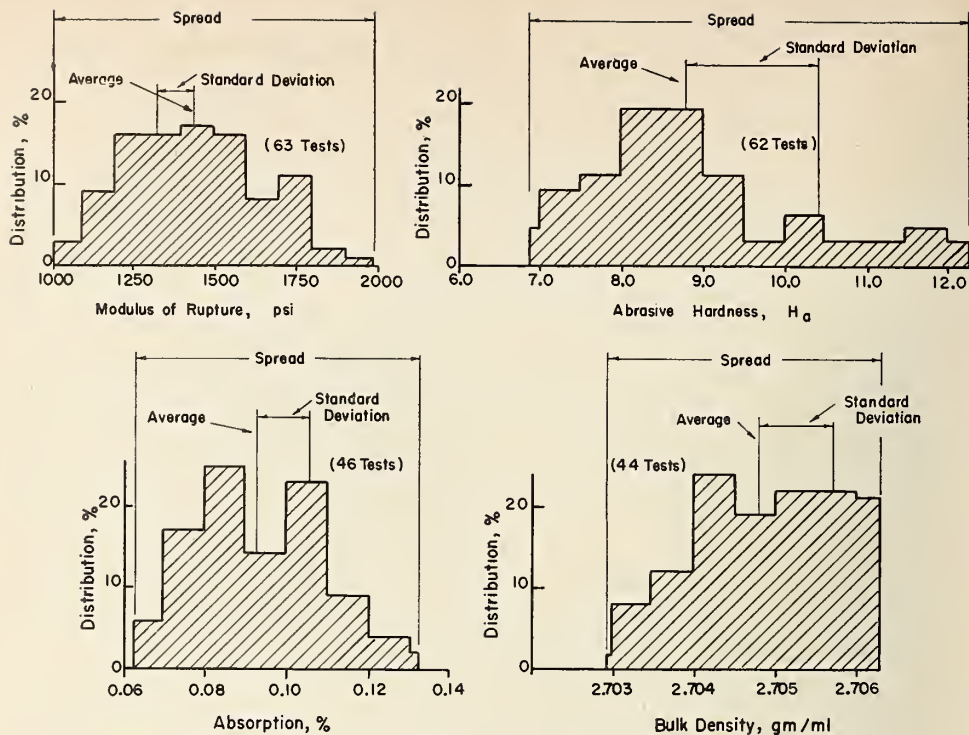 Spread
Average
Standard Deviation
(63 Tests)
Distribution, %
20
10
0
1000 1250 1500 1750 2000
Modulus of Rupture, psi
Spread
Standard Deviation
Average
(62 Tests)
Distribution, %
20
10
0
6.0 7.0 8.0 9.0 10.0 11.0 12.0
Abrasive Hardness, Ha
Spread
Standard
Deviation
Average
(46 Tests)
Distribution, %
20
10
0
0.06 0.08 0.10 0.12 0.14
Absorption, %
Spread
Standard
Deviation
Average
(44 Tests)
Distribution, %
20
10
0
2.703 2.704 2.705 2.706
Bulk Density, gm/ml